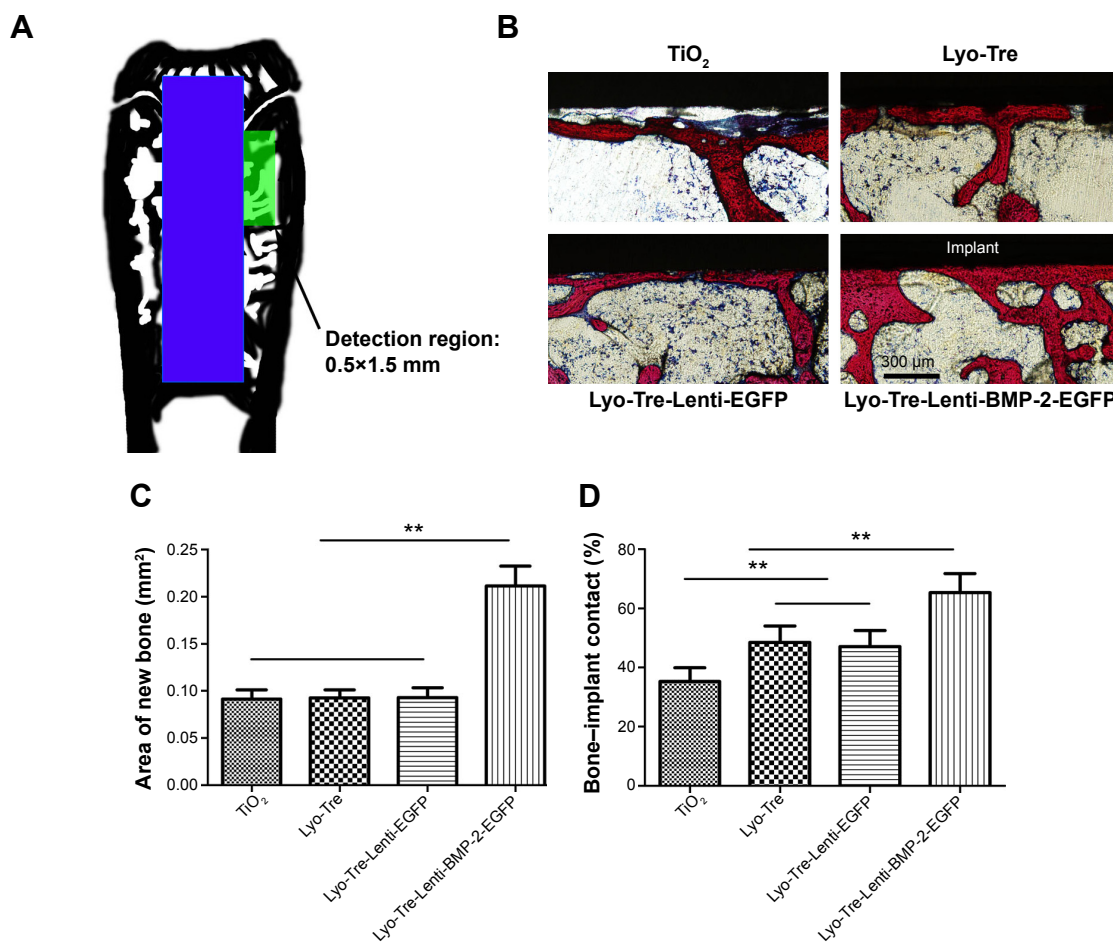 A
Detection region:
0.5×1.5 mm
B
TiO₂
Lyo-Tre
Implant
300 µm
Lyo-Tre-Lenti-EGFP
Lyo-Tre-Lenti-BMP-2-EGFP
C
**
Area of new bone (mm²)
0.25
0.20
0.15
0.10
0.05
0.00
TiO₂
Lyo-Tre
Lyo-Tre-Lenti-EGFP
Lyo-Tre-Lenti-BMP-2-EGFP
D
**
**
Bone–implant contact (%)
80
60
40
20
0
TiO₂
Lyo-Tre
Lyo-Tre-Lenti-EGFP
Lyo-Tre-Lenti-BMP-2-EGFP